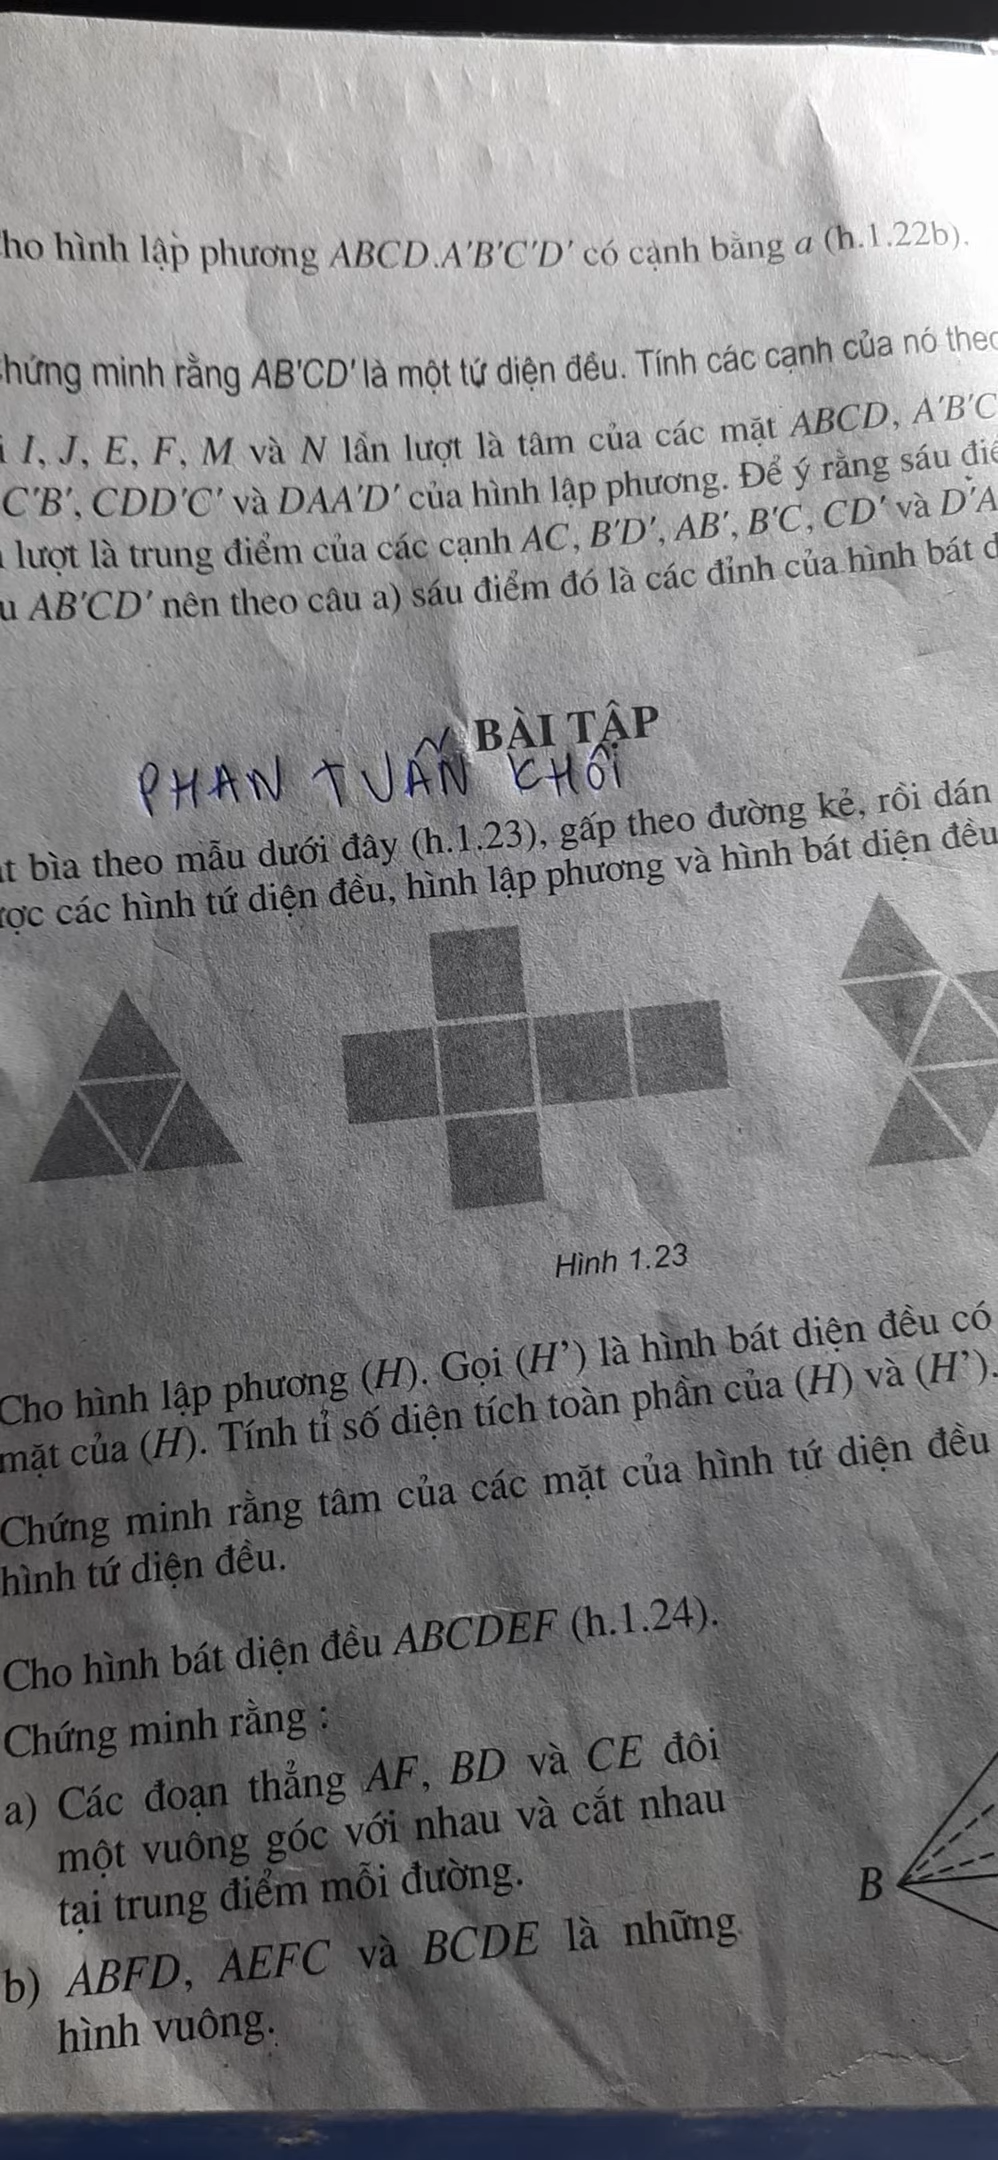 ho hình lập phương ABCD.A'B'C'D' có cạnh bằng a (h.1.22b).
hứng minh rằng AB'CD' là một tứ diện đều. Tính các cạnh của nó theo
I, J, E, F, M và N lần lượt là tâm của các mặt ABCD, A'B'C
C'B', CDD'C' và DAA'D' của hình lập phương. Để ý rằng sáu điể
lượt là trung điểm của các cạnh AC, B'D', AB', B'C, CD' và D'A
u AB'CD' nên theo câu a) sáu điểm đó là các đỉnh của hình bát d
BÀI TẬP
PHAN TUẤN KHÔI
t bìa theo mẫu dưới đây (h.1.23), gấp theo đường kẻ, rồi dán
ợc các hình tứ diện đều, hình lập phương và hình bát diện đều
Hình 1.23
Cho hình lập phương (H). Gọi (H') là hình bát diện đều có
mặt của (H). Tính tỉ số diện tích toàn phần của (H) và (H').
Chứng minh rằng tâm của các mặt của hình tứ diện đều
hình tứ diện đều.
Cho hình bát diện đều ABCDEF (h.1.24).
Chứng minh rằng :
a) Các đoạn thẳng AF, BD và CE đôi
một vuông góc với nhau và cắt nhau
tại trung điểm mỗi đường.
B
b) ABFD, AEFC và BCDE là những
hình vuông.